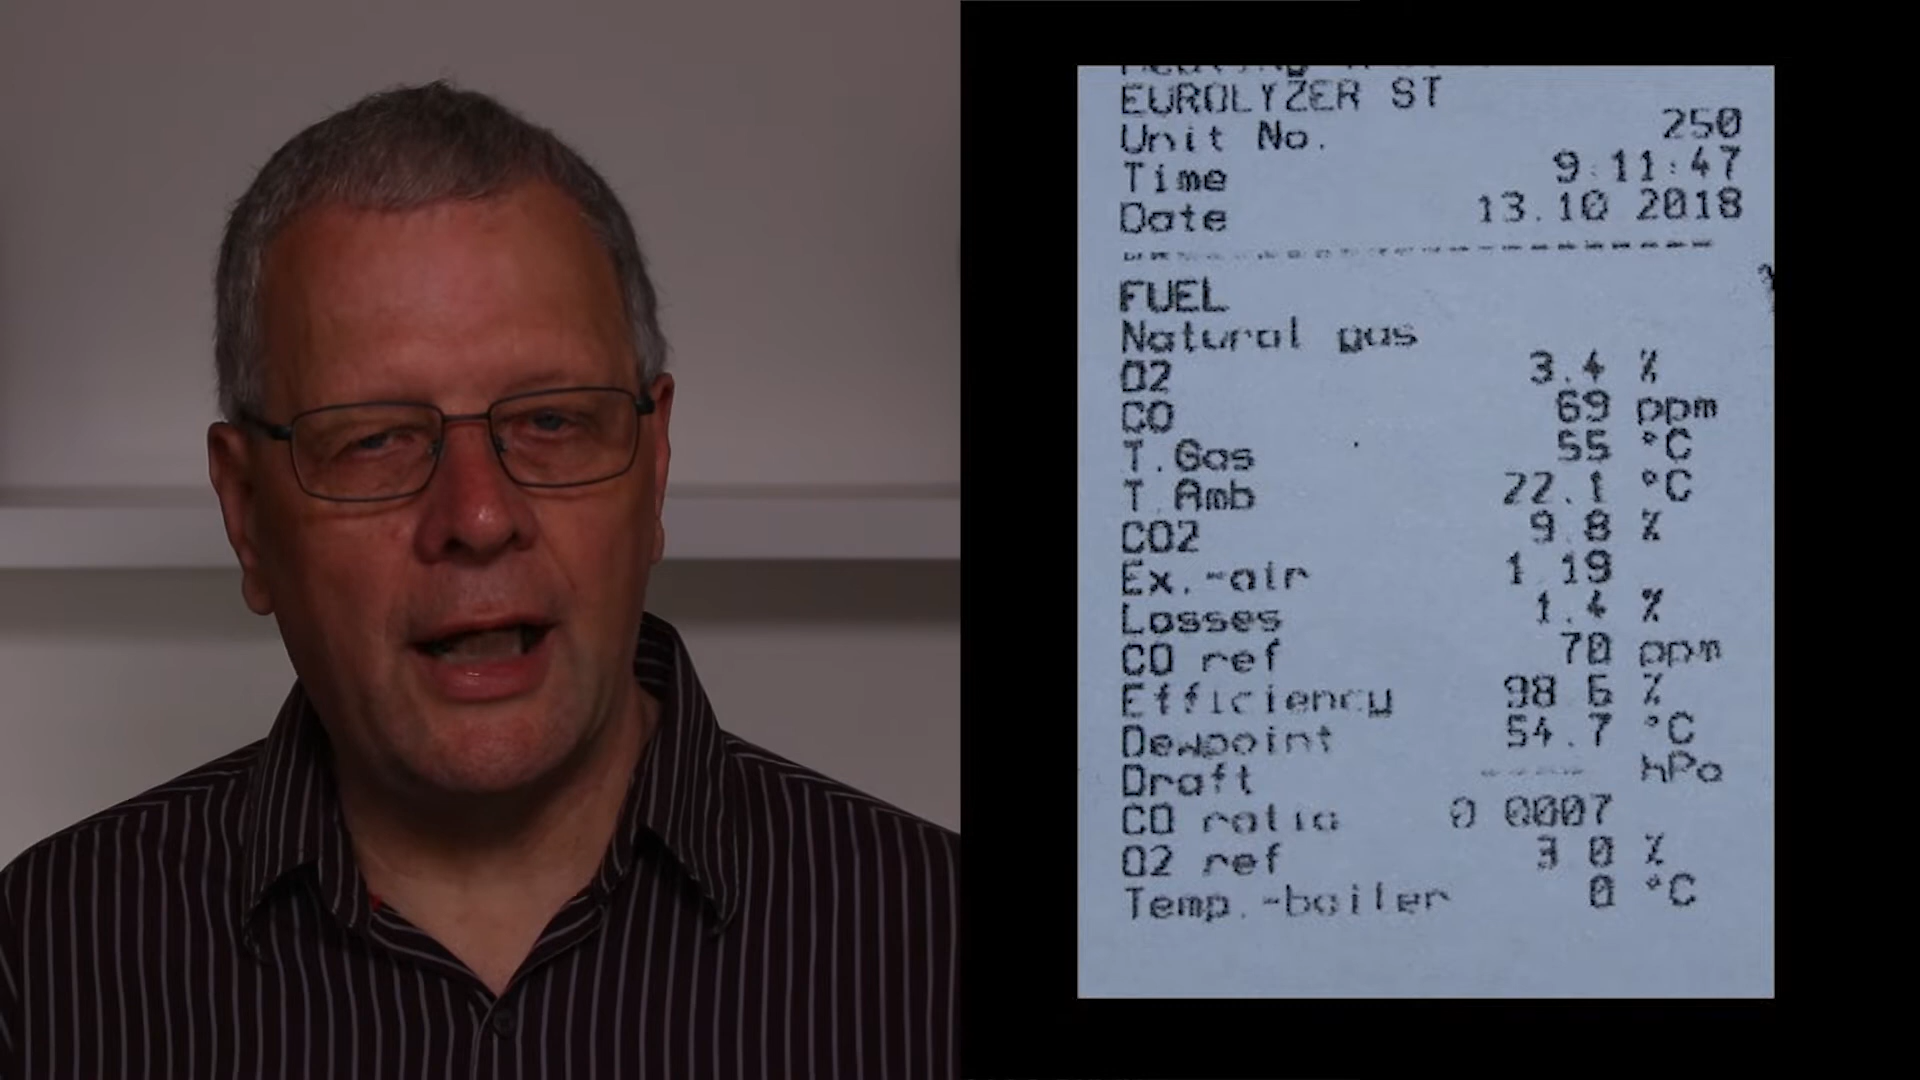 EUROLYZER ST
Unit No. 250
Time 9:11:47
Date 13.10 2018
FUEL
Natural gas
O2 3.4 %
CO 69 ppm
T.Gas 55 °C
T.Amb 22.1 °C
CO2 9.8 %
Ex.-air 1.19
Losses 1.4 %
CO ref 70 ppm
Efficiency 98.6 %
Dewpoint 54.7 °C
Draft ----- hPa
CO ratio 0.0007
O2 ref 3.0 %
Temp.-boiler 0 °C